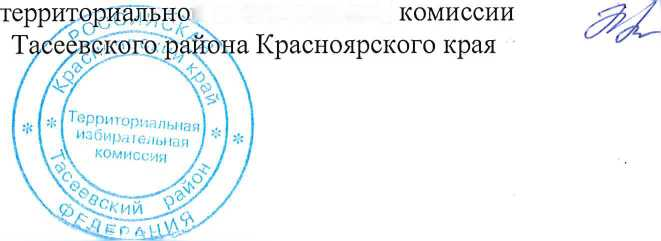 территориально комиссии
Тасеевского района Красноярского края
РОССИЙСКАЯ
ФЕДЕРАЦИЯ
Красноярский край
Тасеевский район
Территориальная
избирательная
комиссия